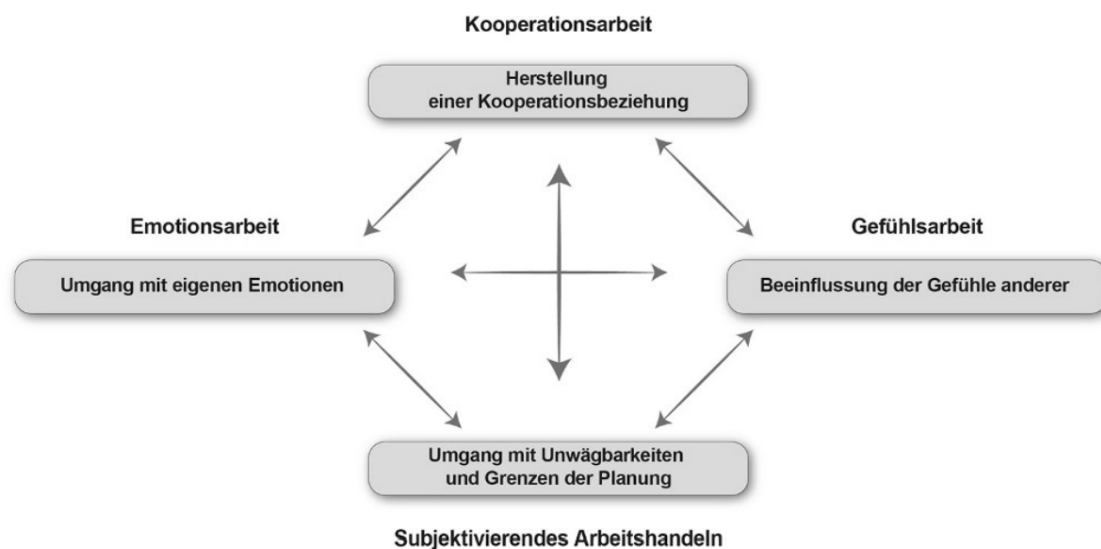 Kooperationsarbeit
Herstellung
einer Kooperationsbeziehung
Emotionsarbeit
Gefühlsarbeit
Umgang mit eigenen Emotionen
Beeinflussung der Gefühle anderer
Umgang mit Unwägbarkeiten
und Grenzen der Planung
Subjektivierendes Arbeitshandeln